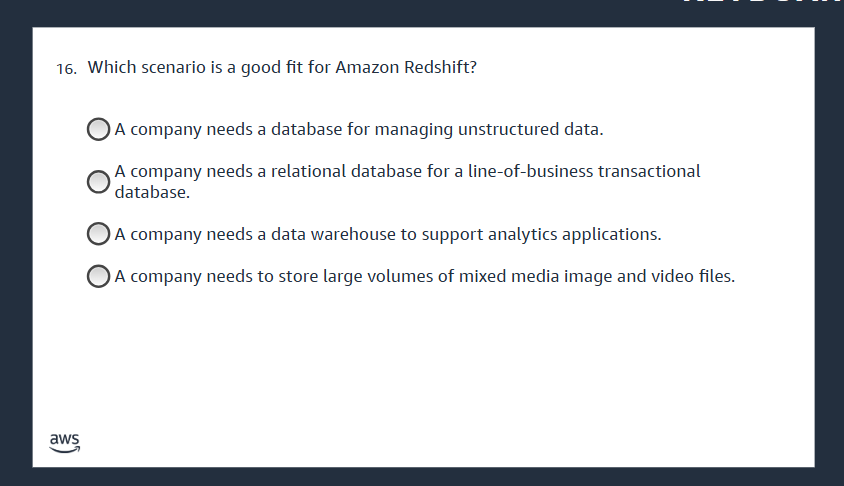 16. Which scenario is a good fit for Amazon Redshift?
A company needs a database for managing unstructured data.
A company needs a relational database for a line-of-business transactional
database.
A company needs a data warehouse to support analytics applications.
A company needs to store large volumes of mixed media image and video files.
aws